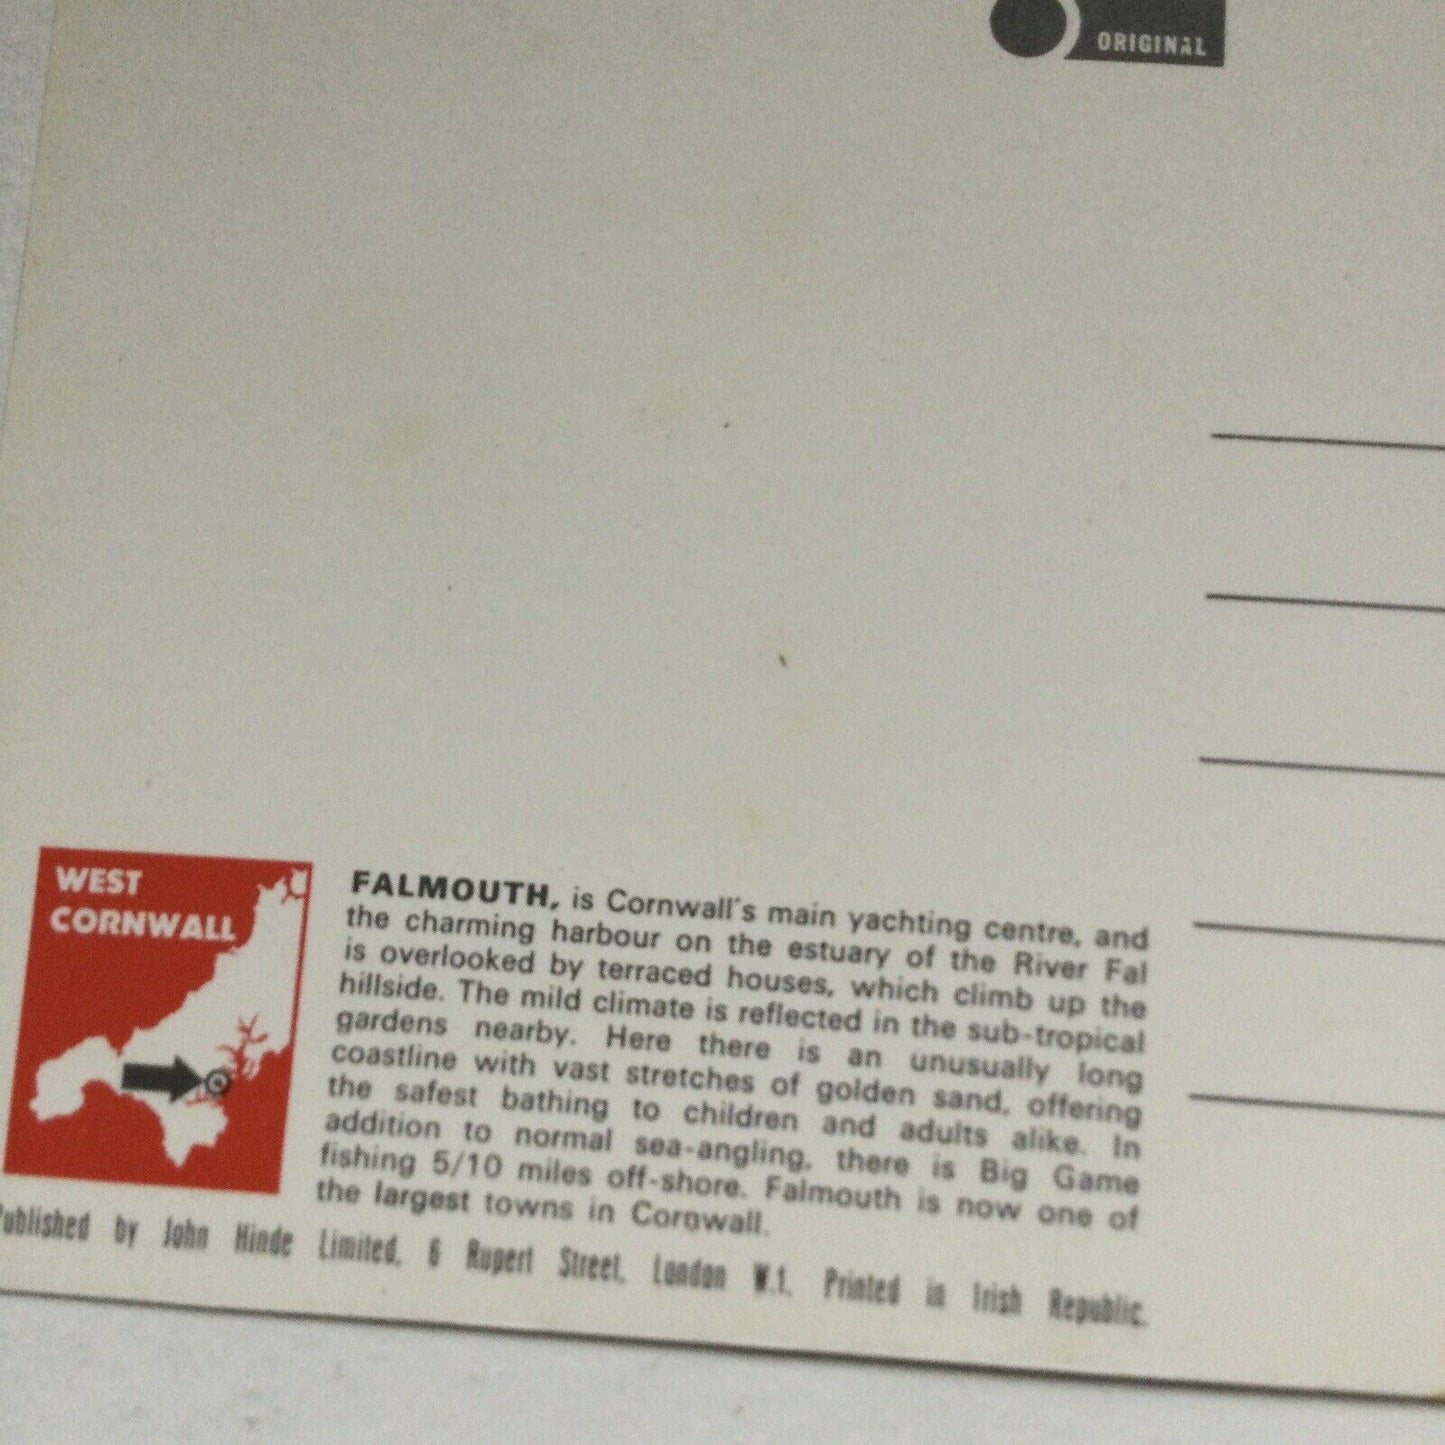 ORIGINAL
WEST
CORNWALL
FALMOUTH, is Cornwall's main yachting centre, and
the charming harbour on the estuary of the River Fal
is overlooked by terraced houses, which climb up the
hillside. The mild climate is reflected in the sub-tropical
gardens nearby. Here there is an unusually long
coastline with vast stretches of golden sand, offering
the safest bathing to children and adults alike. In
addition to normal sea-angling, there is Big Game
fishing 5/10 miles off-shore. Falmouth is now one of
the largest towns in Cornwall.
Published by John Hinde Limited, 6 Rupert Street, London W.1. Printed in Irish Republic.